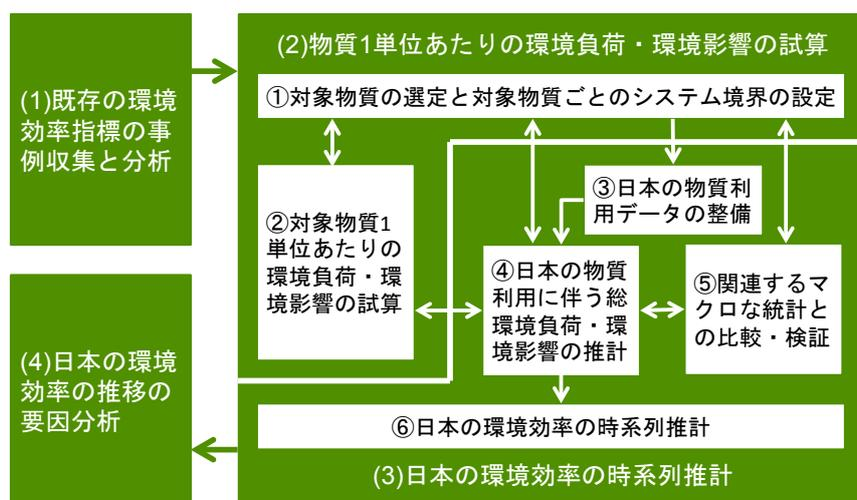 (1)既存の環境
効率指標の事
例収集と分析
(2)物質1単位あたりの環境負荷・環境影響の試算
①対象物質の選定と対象物質ごとのシステム境界の設定
②対象物質1
単位あたりの
環境負荷・環
境影響の試算
③日本の物質利
用データの整備
④日本の物質
利用に伴う総
環境負荷・環
境影響の推計
⑤関連するマ
クロな統計と
の比較・検証
⑥日本の環境効率の時系列推計
(3)日本の環境効率の時系列推計
(4)日本の環境
効率の推移の
要因分析